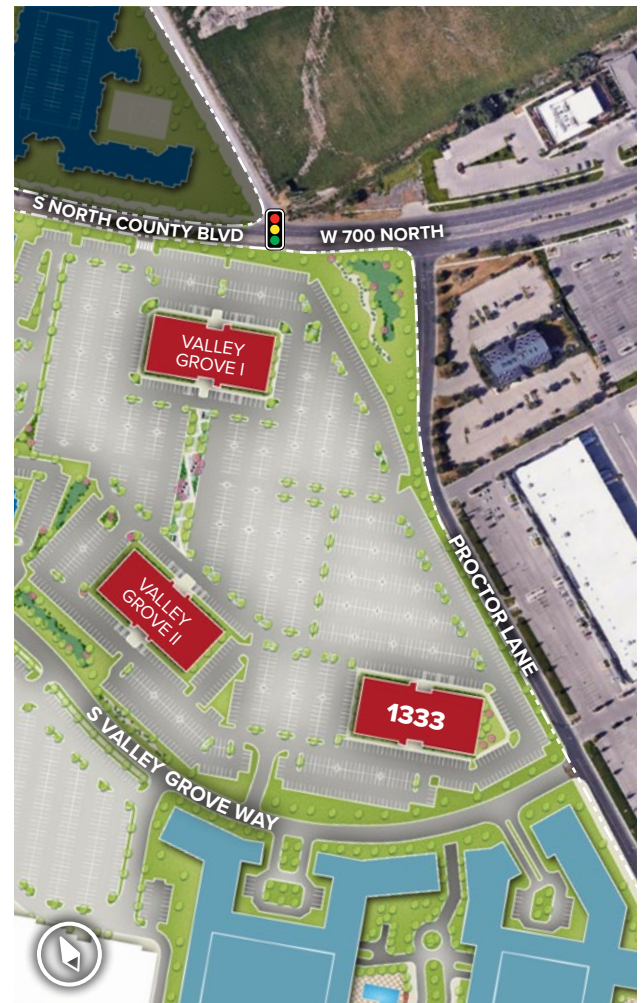 S NORTH COUNTY BLVD
W 700 NORTH
VALLEY
GROVE I
PROCTOR LANE
VALLEY
GROVE II
1333
S VALLEY GROVE WAY